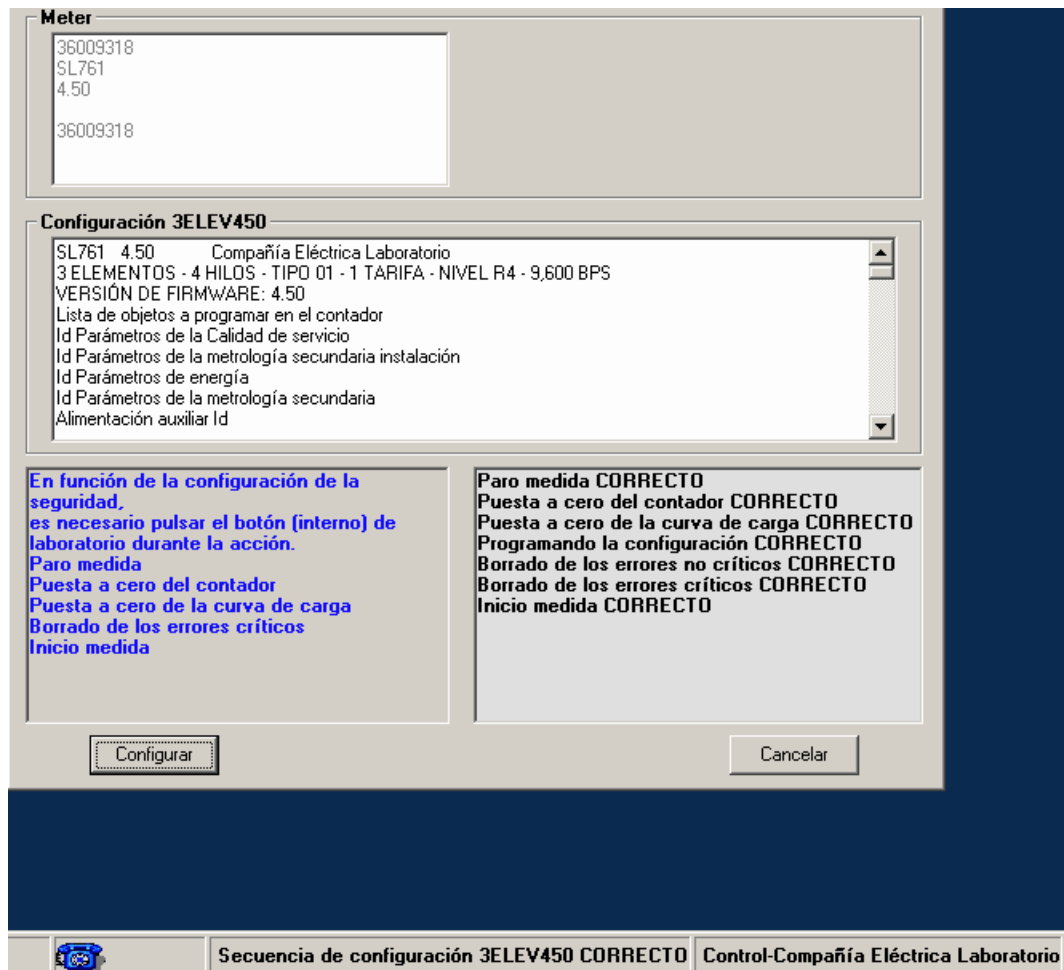 Meter
36009318
SL761
4.50
36009318
Configuración 3ELEV450
SL761 4.50 Compañía Eléctrica Laboratorio
3 ELEMENTOS - 4 HILOS - TIPO 01 - 1 TARIFA - NIVEL R4 - 9,600 BPS
VERSIÓN DE FIRMWARE: 4.50
Lista de objetos a programar en el contador
Id Parámetros de la Calidad de servicio
Id Parámetros de la metrología secundaria instalación
Id Parámetros de energía
Id Parámetros de la metrología secundaria
Alimentación auxiliar Id
En función de la configuración de la
seguridad,
es necesario pulsar el botón (interno) de
laboratorio durante la acción.
Paro medida
Puesta a cero del contador
Puesta a cero de la curva de carga
Borrado de los errores críticos
Inicio medida
Paro medida CORRECTO
Puesta a cero del contador CORRECTO
Puesta a cero de la curva de carga CORRECTO
Programando la configuración CORRECTO
Borrado de los errores no críticos CORRECTO
Borrado de los errores críticos CORRECTO
Inicio medida CORRECTO
Configurar
Cancelar
Secuencia de configuración 3ELEV450 CORRECTO
Control-Compañía Eléctrica Laboratorio